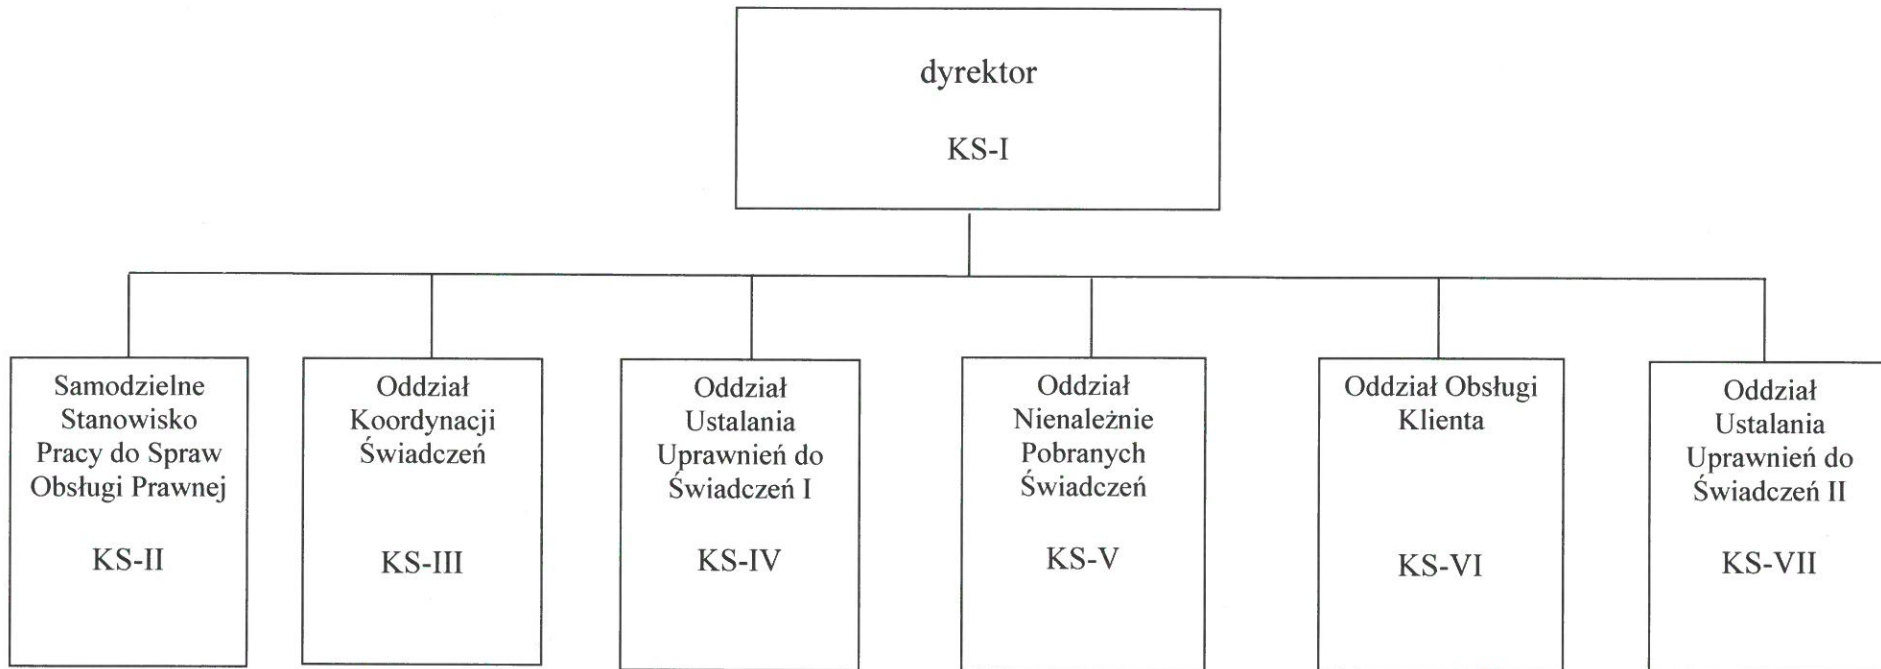 dyrektor
KS-I
Samodzielne
Stanowisko
Pracy do Spraw
Obsługi Prawnej
KS-II
Oddział
Koordynacji
Świadczeń
KS-III
Oddział
Ustalania
Uprawnień do
Świadczeń I
KS-IV
Oddział
Nienależnie
Pobranych
Świadczeń
KS-V
Oddział Obsługi
Klienta
KS-VI
Oddział
Ustalania
Uprawnień do
Świadczeń II
KS-VII